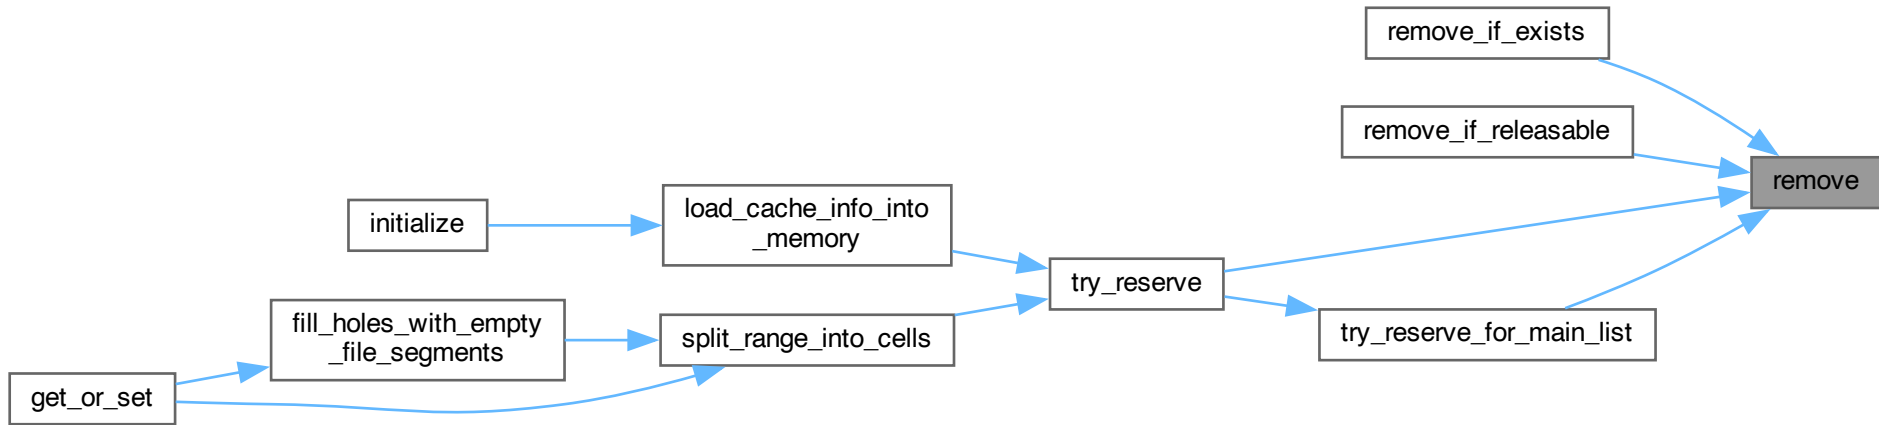 remove_if_exists
remove_if_releasable
remove
load_cache_info_into
_memory
initialize
try_reserve
fill_holes_with_empty
_file_segments
split_range_into_cells
try_reserve_for_main_list
get_or_set